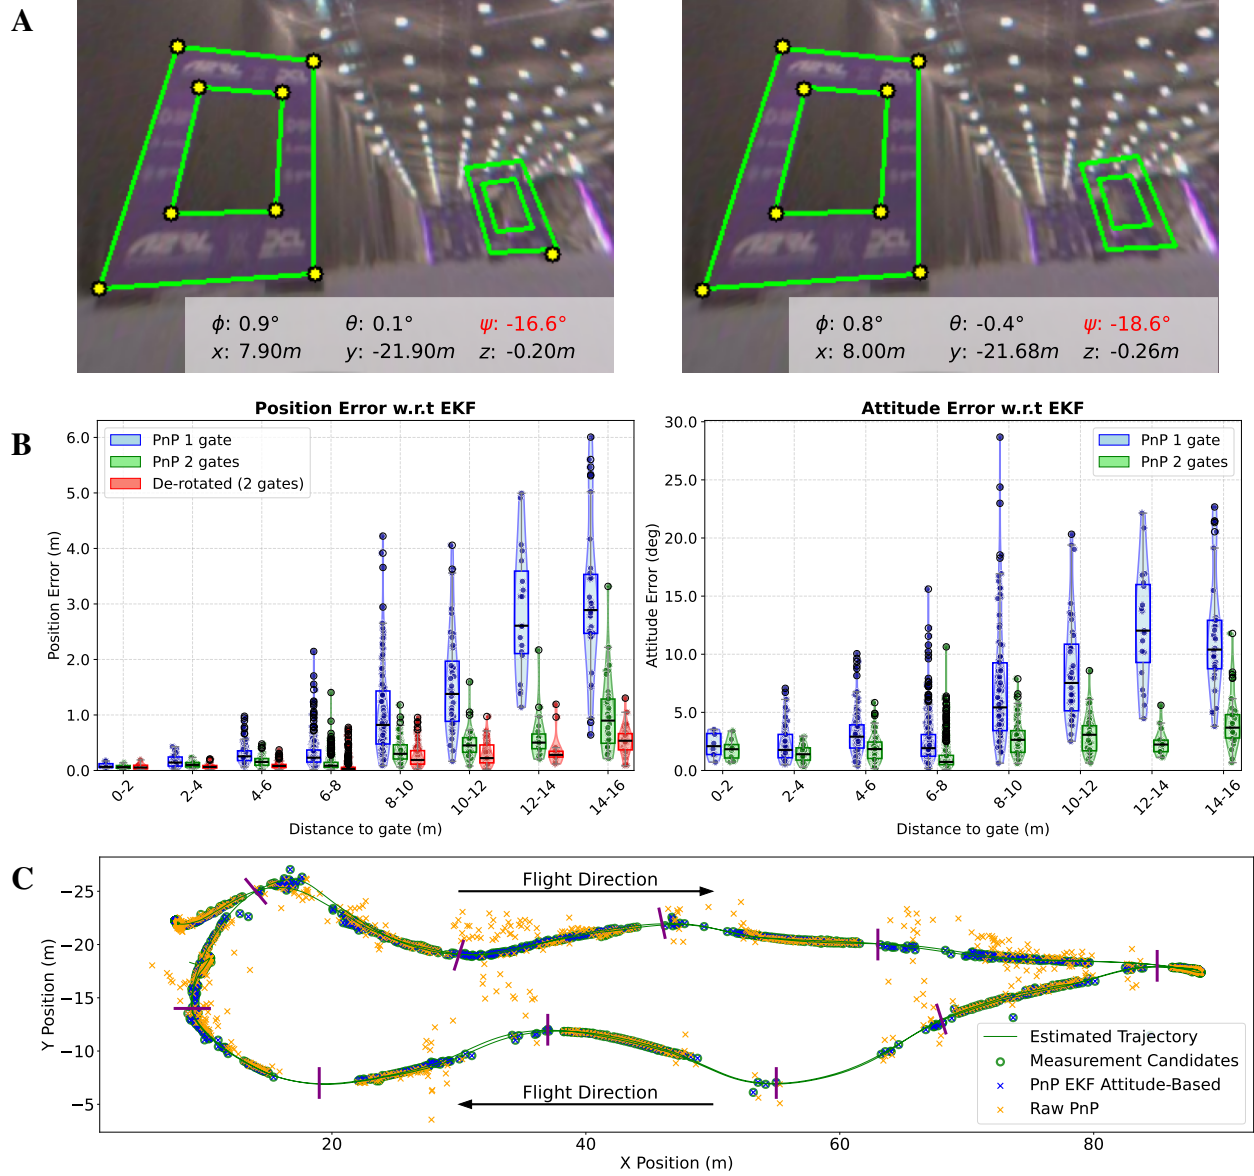 A
AZRL DCL
ϕ: 0.9° θ: 0.1° ψ: -16.6°
x: 7.90m y: -21.90m z: -0.20m
DCL
ϕ: 0.8° θ: -0.4° ψ: -18.6°
x: 8.00m y: -21.68m z: -0.26m
B
Position Error w.r.t EKF
PnP 1 gate
PnP 2 gates
De-rotated (2 gates)
Position Error (m)
6.0
5.0
4.0
3.0
2.0
1.0
0.0
0-2 2-4 4-6 6-8 8-10 10-12 12-14 14-16
Distance to gate (m)
Attitude Error w.r.t EKF
PnP 1 gate
PnP 2 gates
Attitude Error (deg)
30.0
25.0
20.0
15.0
10.0
5.0
0.0
0-2 2-4 4-6 6-8 8-10 10-12 12-14 14-16
Distance to gate (m)
C
Y Position (m)
−25
−20
−15
−10
−5
Flight Direction
Flight Direction
Estimated Trajectory
Measurement Candidates
PnP EKF Attitude-Based
Raw PnP
20 40 60 80
X Position (m)